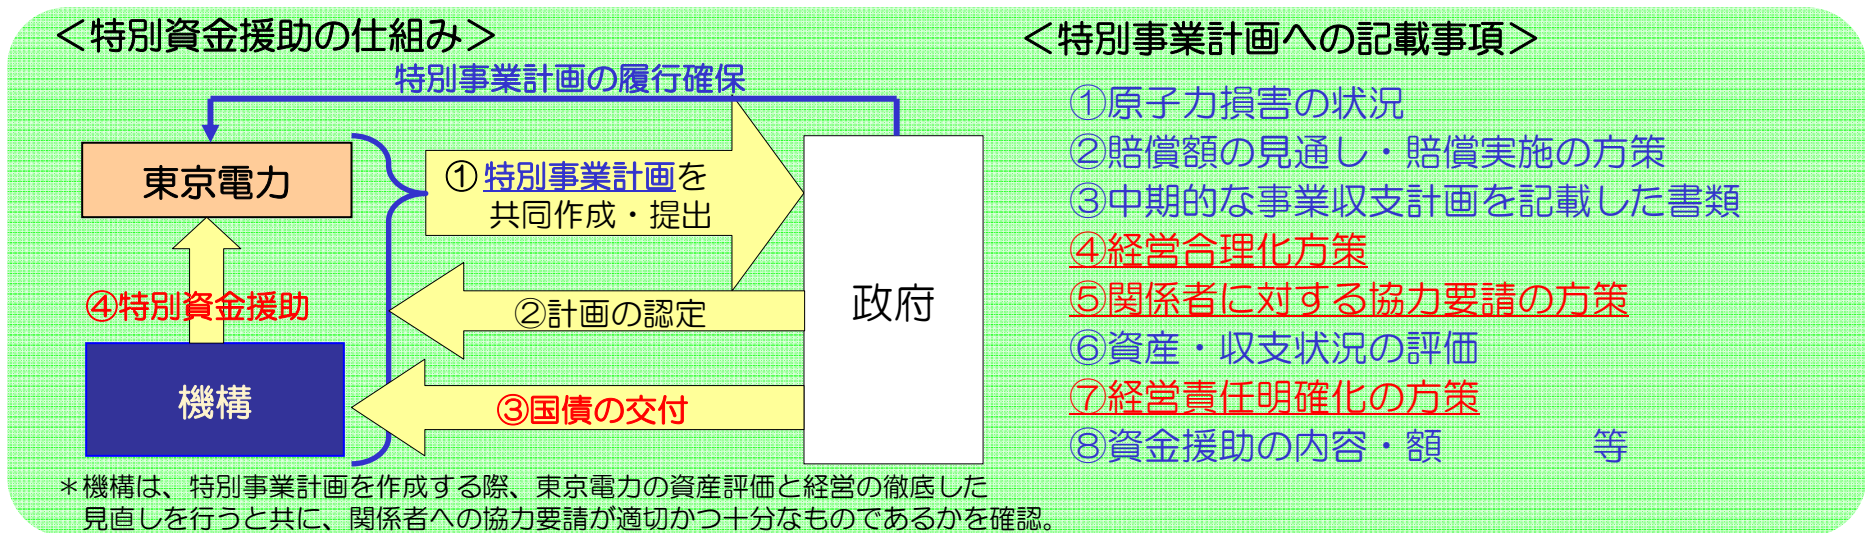 ＜特別資金援助の仕組み＞
特別事業計画の履行確保
東京電力
①特別事業計画を
共同作成・提出
政府
②計画の認定
④特別資金援助
機構
③国債の交付
＊機構は、特別事業計画を作成する際、東京電力の資産評価と経営の徹底した
見直しを行うと共に、関係者への協力要請が適切かつ十分なものであるかを確認。
＜特別事業計画への記載事項＞
①原子力損害の状況
②賠償額の見通し・賠償実施の方策
③中期的な事業収支計画を記載した書類
④経営合理化方策
⑤関係者に対する協力要請の方策
⑥資産・収支状況の評価
⑦経営責任明確化の方策
⑧資金援助の内容・額　　　　等